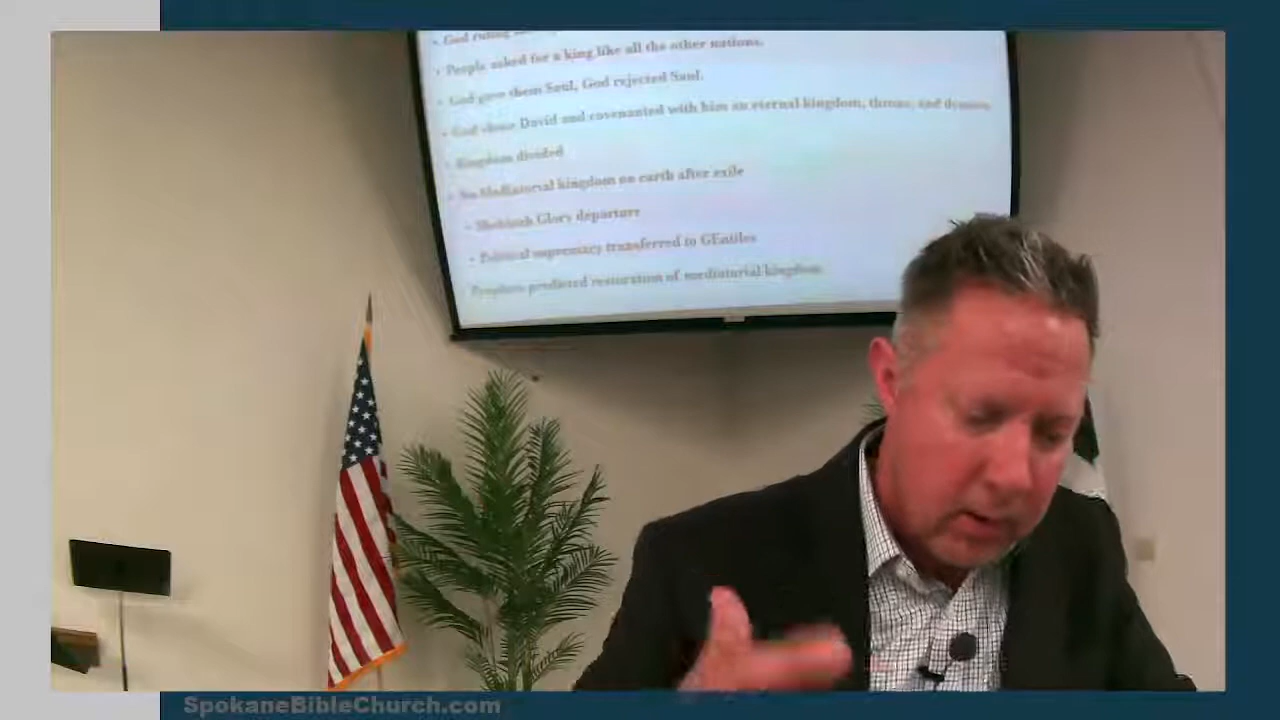 • God ruling
• People asked for a king like all the other nations.
• God gave them Saul, God rejected Saul.
• God chose David and covenanted with him an eternal kingdom, throne, and dynasty
• Kingdom divided
• No Mediatorial kingdom on earth after exile
• Shekinah Glory departure
• Political supremacy transferred to GEntiles
Prophets predicted restoration of mediatorial kingdom
SpokaneBibleChurch.com